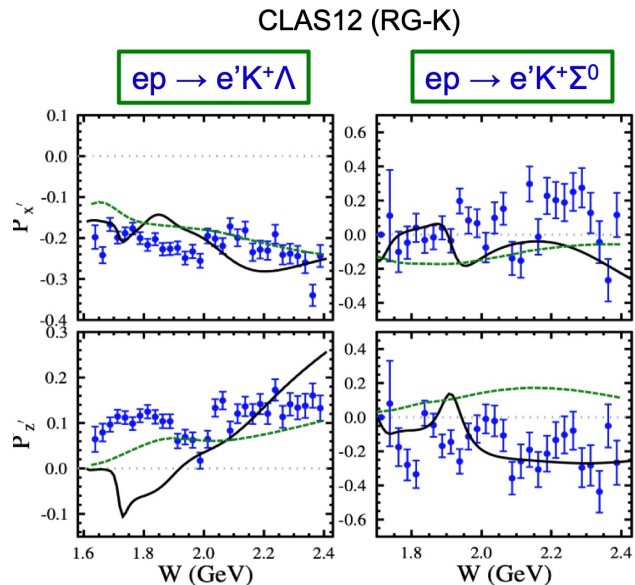 CLAS12 (RG-K)
ep → e'K⁺Λ
ep → e'K⁺Σ⁰
0.1
0.0
-0.1
-0.2
-0.3
-0.4
Pₓ′
0.6
0.4
0.2
0.0
-0.2
-0.4
0.3
0.2
0.1
0.0
-0.1
P_z′
0.4
0.2
0.0
-0.2
-0.4
-0.6
1.6 1.8 2.0 2.2 2.4
W (GeV)
1.8 2.0 2.2 2.4
W (GeV)